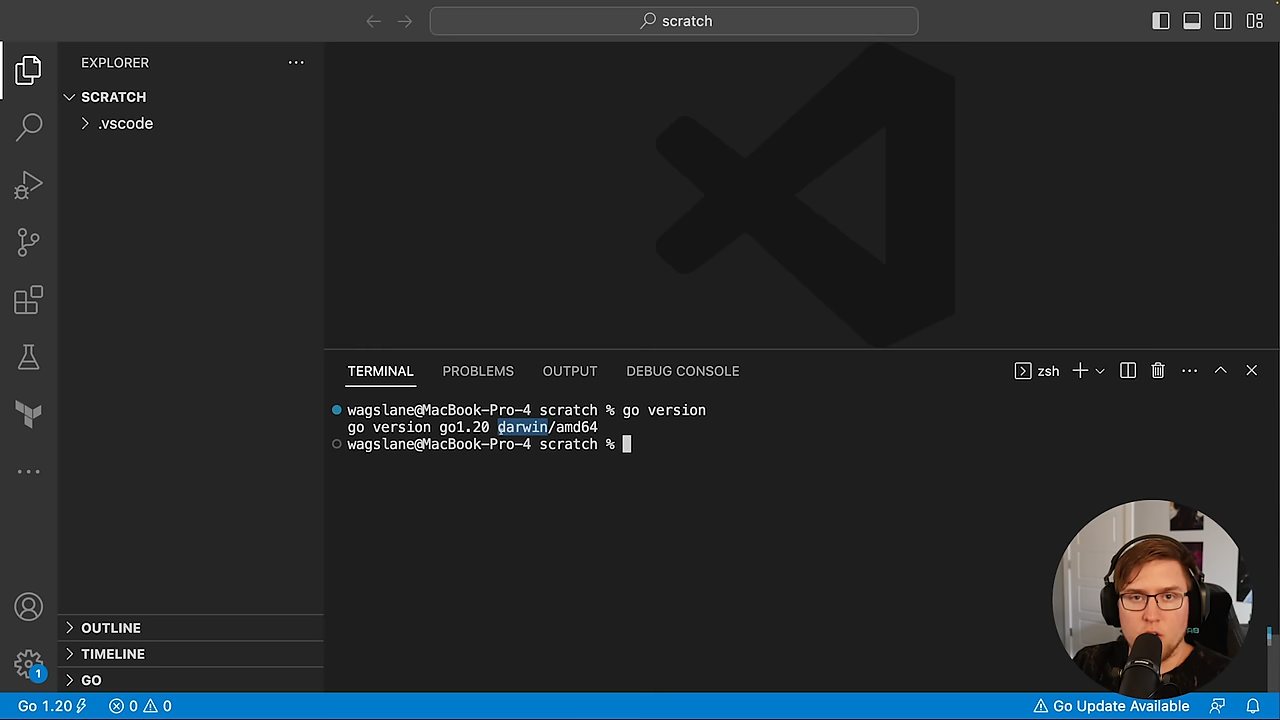 scratch
EXPLORER
SCRATCH
.vscode
TERMINAL PROBLEMS OUTPUT DEBUG CONSOLE zsh
wagslane@MacBook-Pro-4 scratch % go version
go version go1.20 darwin/amd64
wagslane@MacBook-Pro-4 scratch %
OUTLINE
TIMELINE
GO
1
Go 1.20 0 0 Go Update Available